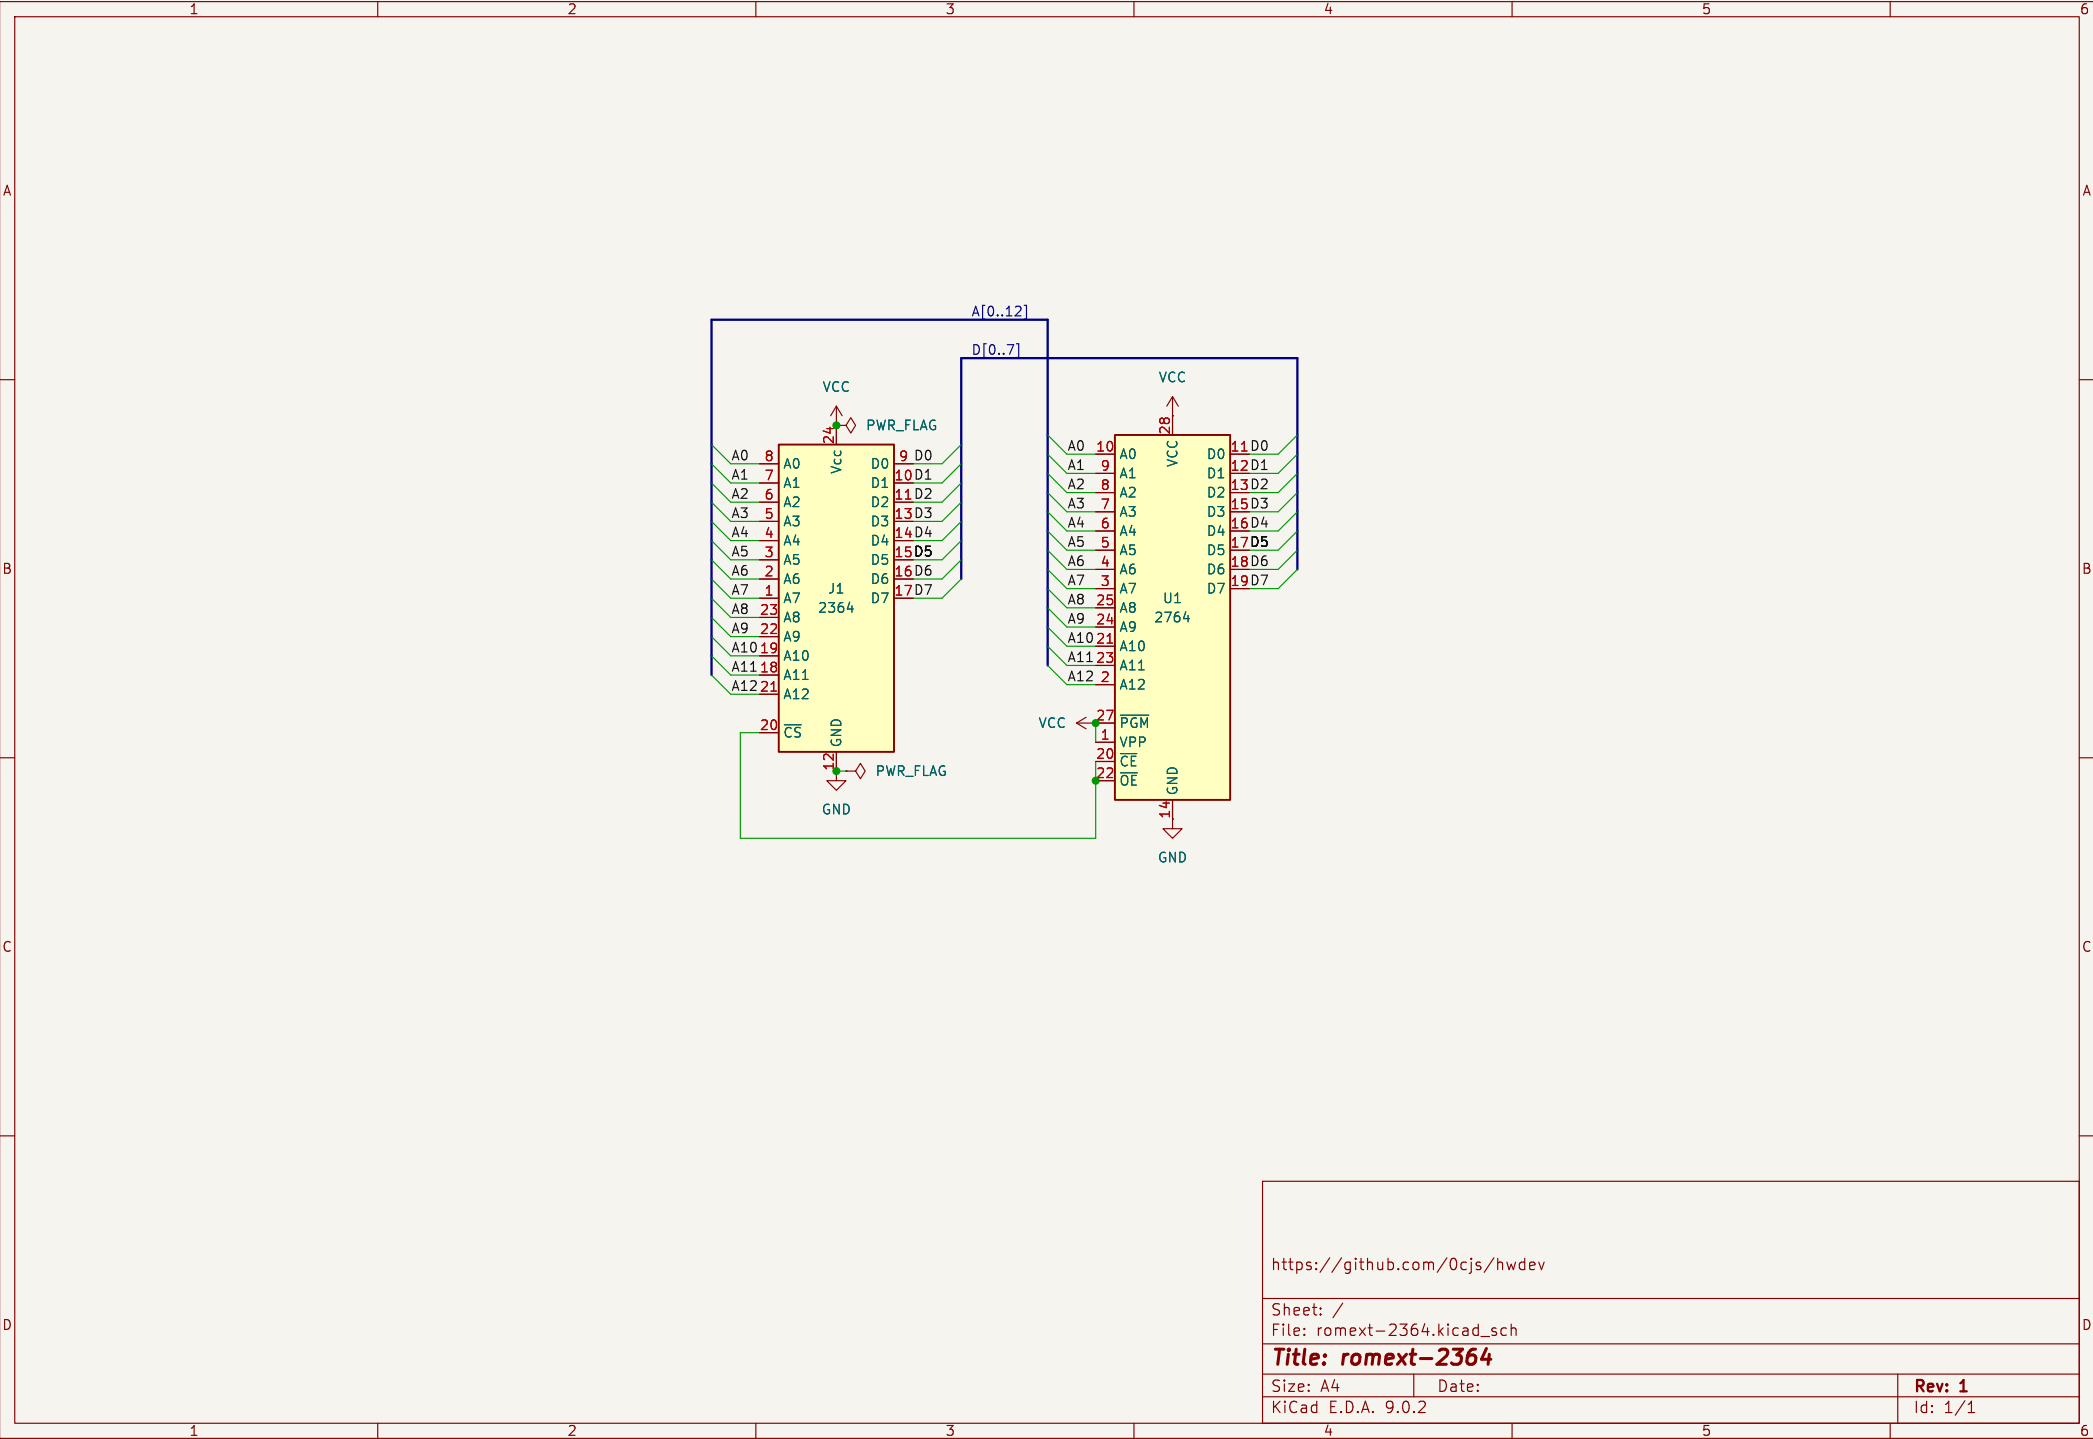 1 2 3 4 5 6
A A
B B
C C
D D
A[0..12]
D[0..7]
VCC
PWR_FLAG
24
Vcc
A0 8 A0
A1 7 A1
A2 6 A2
A3 5 A3
A4 4 A4
A5 3 A5
A6 2 A6
A7 1 A7
A8 23 A8
A9 22 A9
A10 19 A10
A11 18 A11
A12 21 A12
20 CS
D0 9 D0
D1 10 D1
D2 11 D2
D3 13 D3
D4 14 D4
D5 15 D5
D6 16 D6
D7 17 D7
J1
2364
GND
12
PWR_FLAG
GND
VCC
28
VCC
A0 10 A0
A1 9 A1
A2 8 A2
A3 7 A3
A4 6 A4
A5 5 A5
A6 4 A6
A7 3 A7
A8 25 A8
A9 24 A9
A10 21 A10
A11 23 A11
A12 2 A12
VCC 27 PGM
1 VPP
20 CE
22 OE
D0 11 D0
D1 12 D1
D2 13 D2
D3 15 D3
D4 16 D4
D5 17 D5
D6 18 D6
D7 19 D7
U1
2764
GND
14
GND
https://github.com/0cjs/hwdev
Sheet: /
File: romext-2364.kicad_sch
Title: romext-2364
Size: A4 Date: Rev: 1
KiCad E.D.A. 9.0.2 Id: 1/1
1 2 3 4 5 6